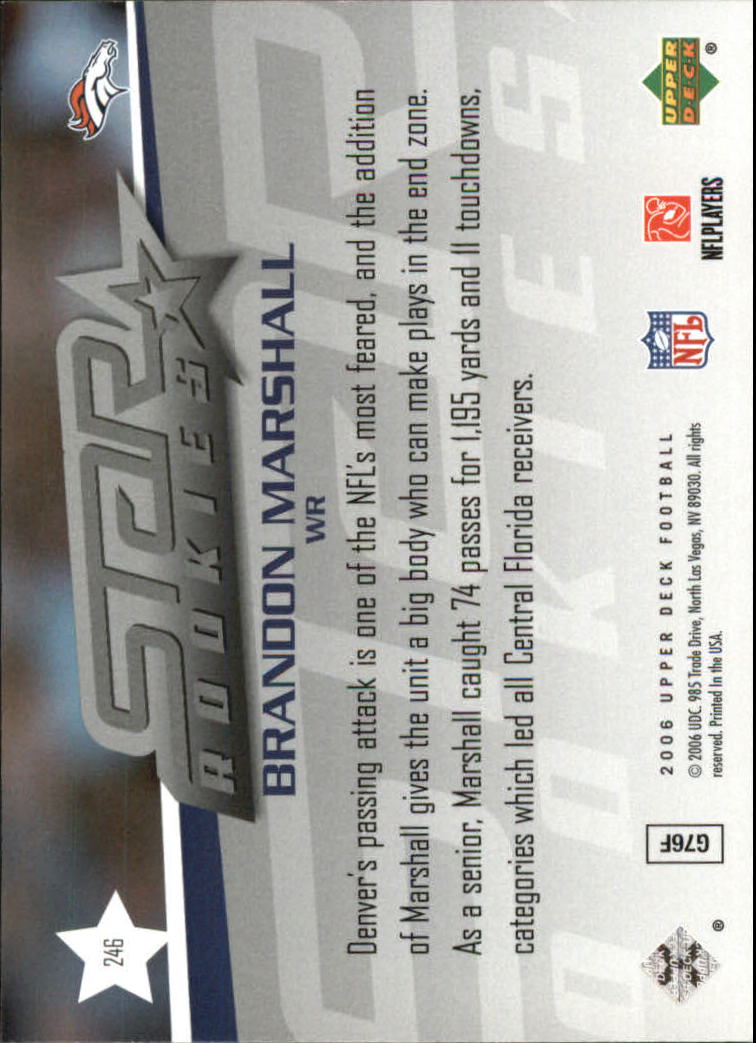 246
STAR
ROOKIES
BRANDON MARSHALL
WR
Denver's passing attack is one of the NFL's most feared, and the addition
of Marshall gives the unit a big body who can make plays in the end zone.
As a senior, Marshall caught 74 passes for 1,195 yards and 11 touchdowns,
categories which led all Central Florida receivers.
STAR
ROOKIES
G76F
2006 UPPER DECK FOOTBALL
© 2006 UDC. 985 Trade Drive, North Las Vegas, NV 89030. All rights
reserved. Printed In the USA.
NFL
NFLPLAYERS
UPPER
DECK
®
®